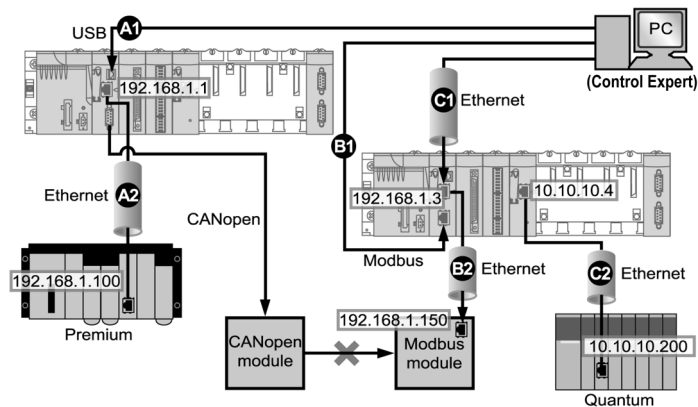 USB
A1
PC
(Control Expert)
192.168.1.1
C1
Ethernet
B1
Ethernet
A2
CANopen
192.168.1.3
10.10.10.4
Modbus
B2
Ethernet
C2
Ethernet
192.168.1.100
Premium
192.168.1.150
CANopen
module
Modbus
module
10.10.10.200
Quantum